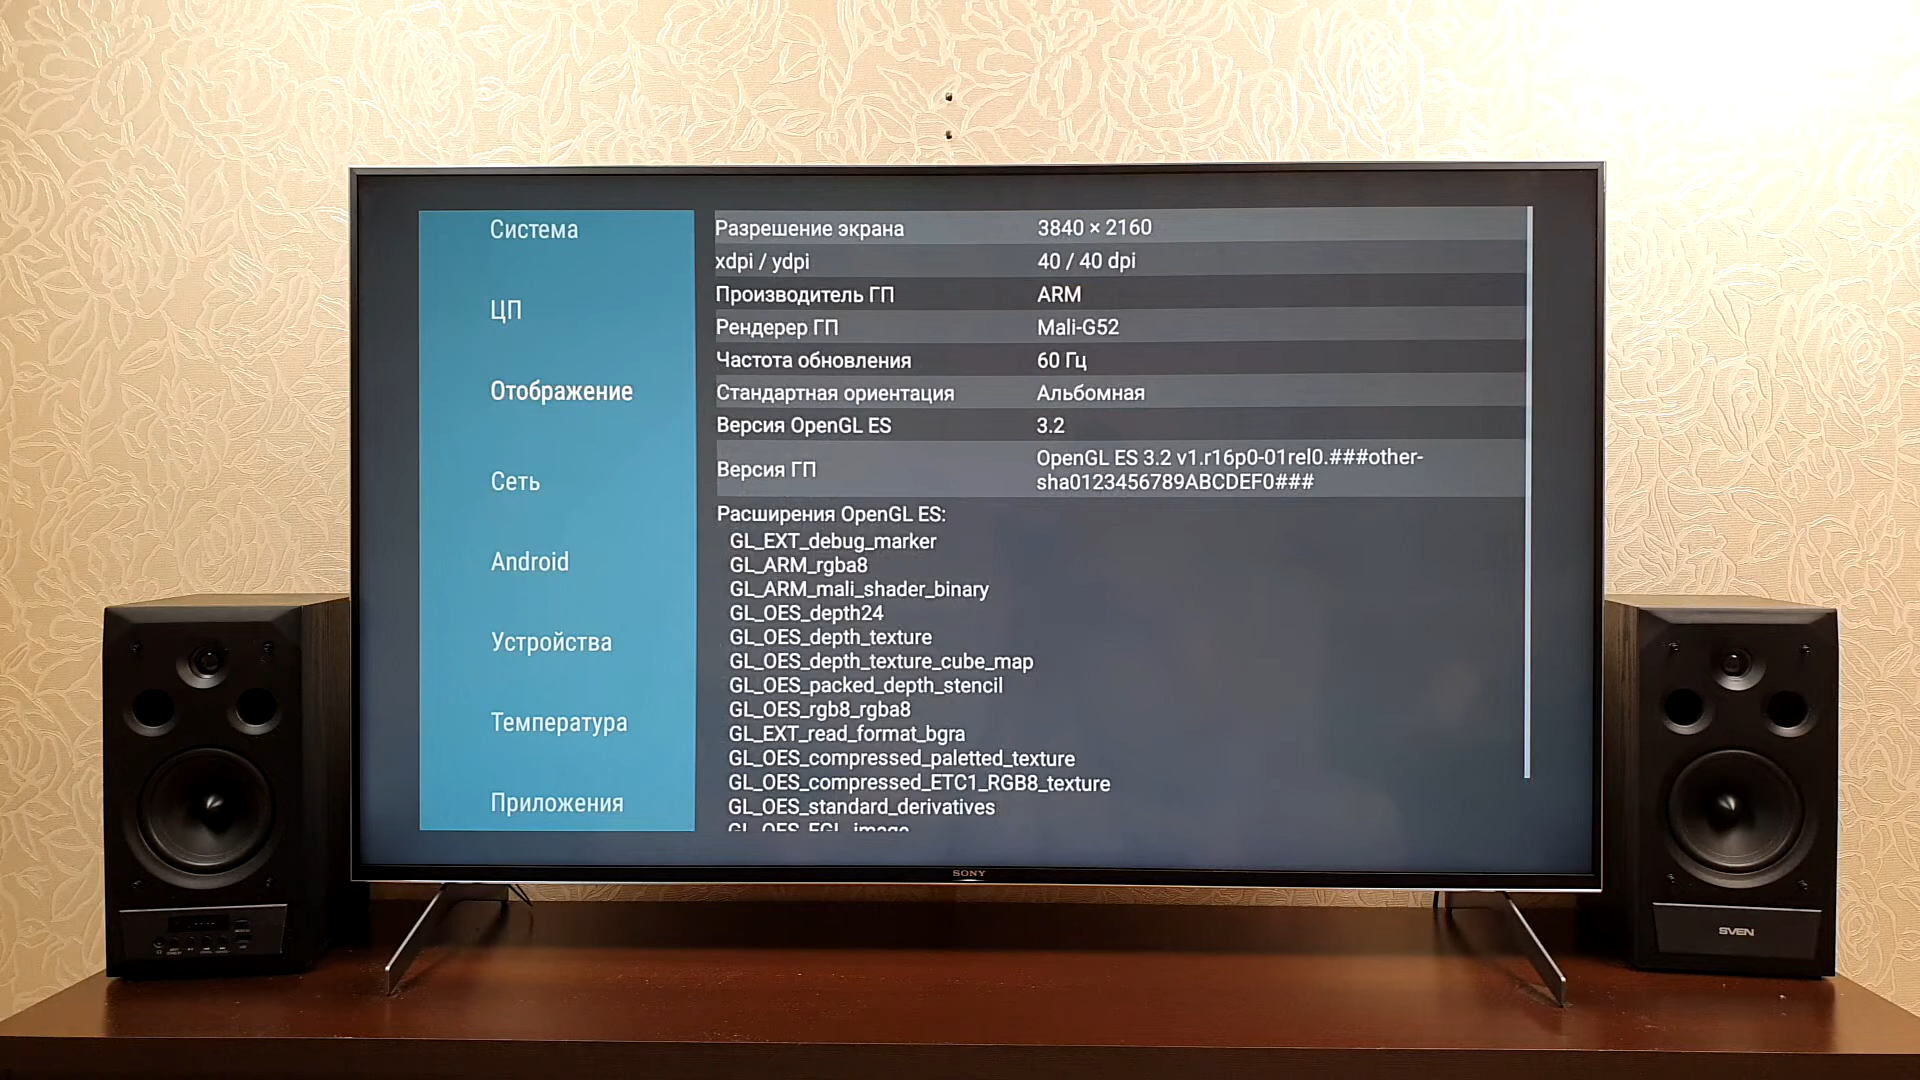 Система
ЦП
Отображение
Сеть
Android
Устройства
Температура
Приложения
Разрешение экрана 3840 × 2160
xdpi / ydpi 40 / 40 dpi
Производитель ГП ARM
Рендерер ГП Mali-G52
Частота обновления 60 Гц
Стандартная ориентация Альбомная
Версия OpenGL ES 3.2
Версия ГП OpenGL ES 3.2 v1.r16p0-01rel0.###other-
sha0123456789ABCDEF0###
Расширения OpenGL ES:
GL_EXT_debug_marker
GL_ARM_rgba8
GL_ARM_mali_shader_binary
GL_OES_depth24
GL_OES_depth_texture
GL_OES_depth_texture_cube_map
GL_OES_packed_depth_stencil
GL_OES_rgb8_rgba8
GL_EXT_read_format_bgra
GL_OES_compressed_paletted_texture
GL_OES_compressed_ETC1_RGB8_texture
GL_OES_standard_derivatives
GL_OES_EGL_image
SONY
SVEN